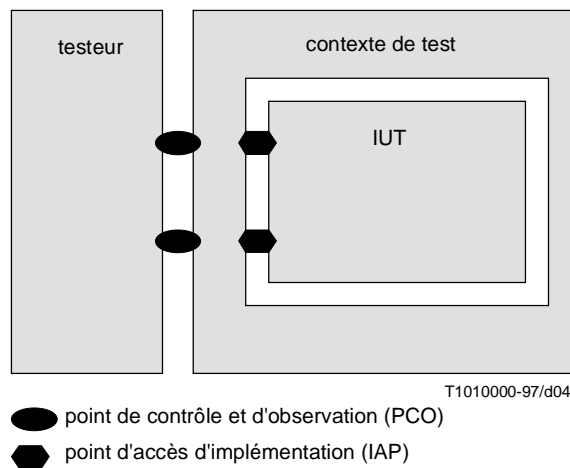 testeur
contexte de test
IUT
T1010000-97/d04
point de contrôle et d'observation (PCO)
point d'accès d'implémentation (IAP)